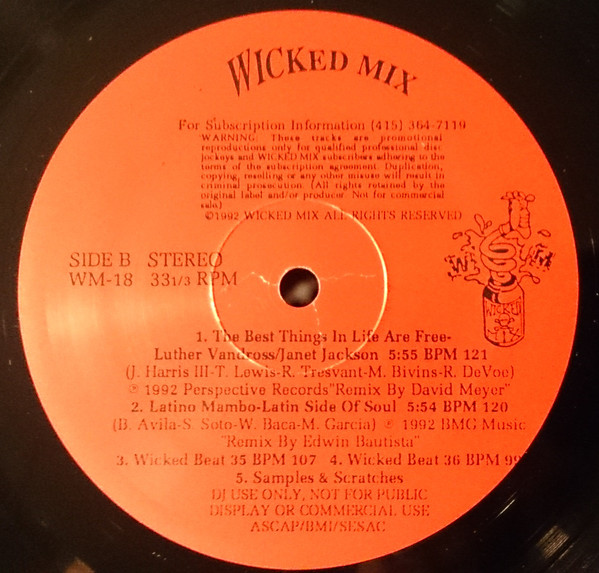 WICKED MIX
For Subscription Information (415) 364-7119
WARNING: These tracks are promotional
reproductions only for qualified professional disc
jockeys and WICKED MIX subscribers adhering to the
terms of the subscription agreement. Duplication,
copying, reselling or any other misuse will result in
criminal prosecution. (All rights retained by the
original label and/or producer. Not for commercial
sale)
©1992 WICKED MIX ALL RIGHTS RESERVED
SIDE B STEREO
WM-18 33 1/3 RPM
WICKED
MIX
1. The Best Things In Life Are Free-
Luther Vandross/Janet Jackson 5:55 BPM 121
(J. Harris III-T. Lewis-R. Tresvant-M. Bivins-R. DeVoe)
℗ 1992 Perspective Records"Remix By David Meyer"
2. Latino Mambo-Latin Side Of Soul 5:54 BPM 120
(B. Avila-S. Soto-W. Baca-M. Garcia) ℗ 1992 BMG Music
"Remix By Edwin Bautista"
3. Wicked Beat 35 BPM 107 4. Wicked Beat 36 BPM 99
5. Samples & Scratches
DJ USE ONLY, NOT FOR PUBLIC
DISPLAY OR COMMERCIAL USE
ASCAP/BMI/SESAC